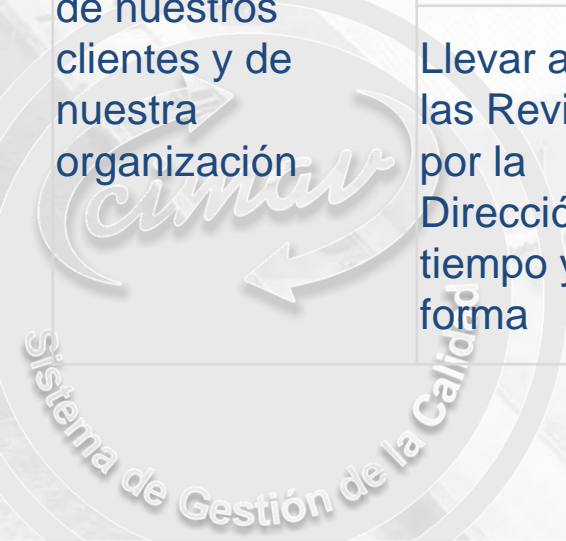 de nuestros
clientes y de
nuestra
organización
Llevar a
las Revi
por la
Direcció
tiempo y
forma
cimav
Sistema de Gestión de la Calidad